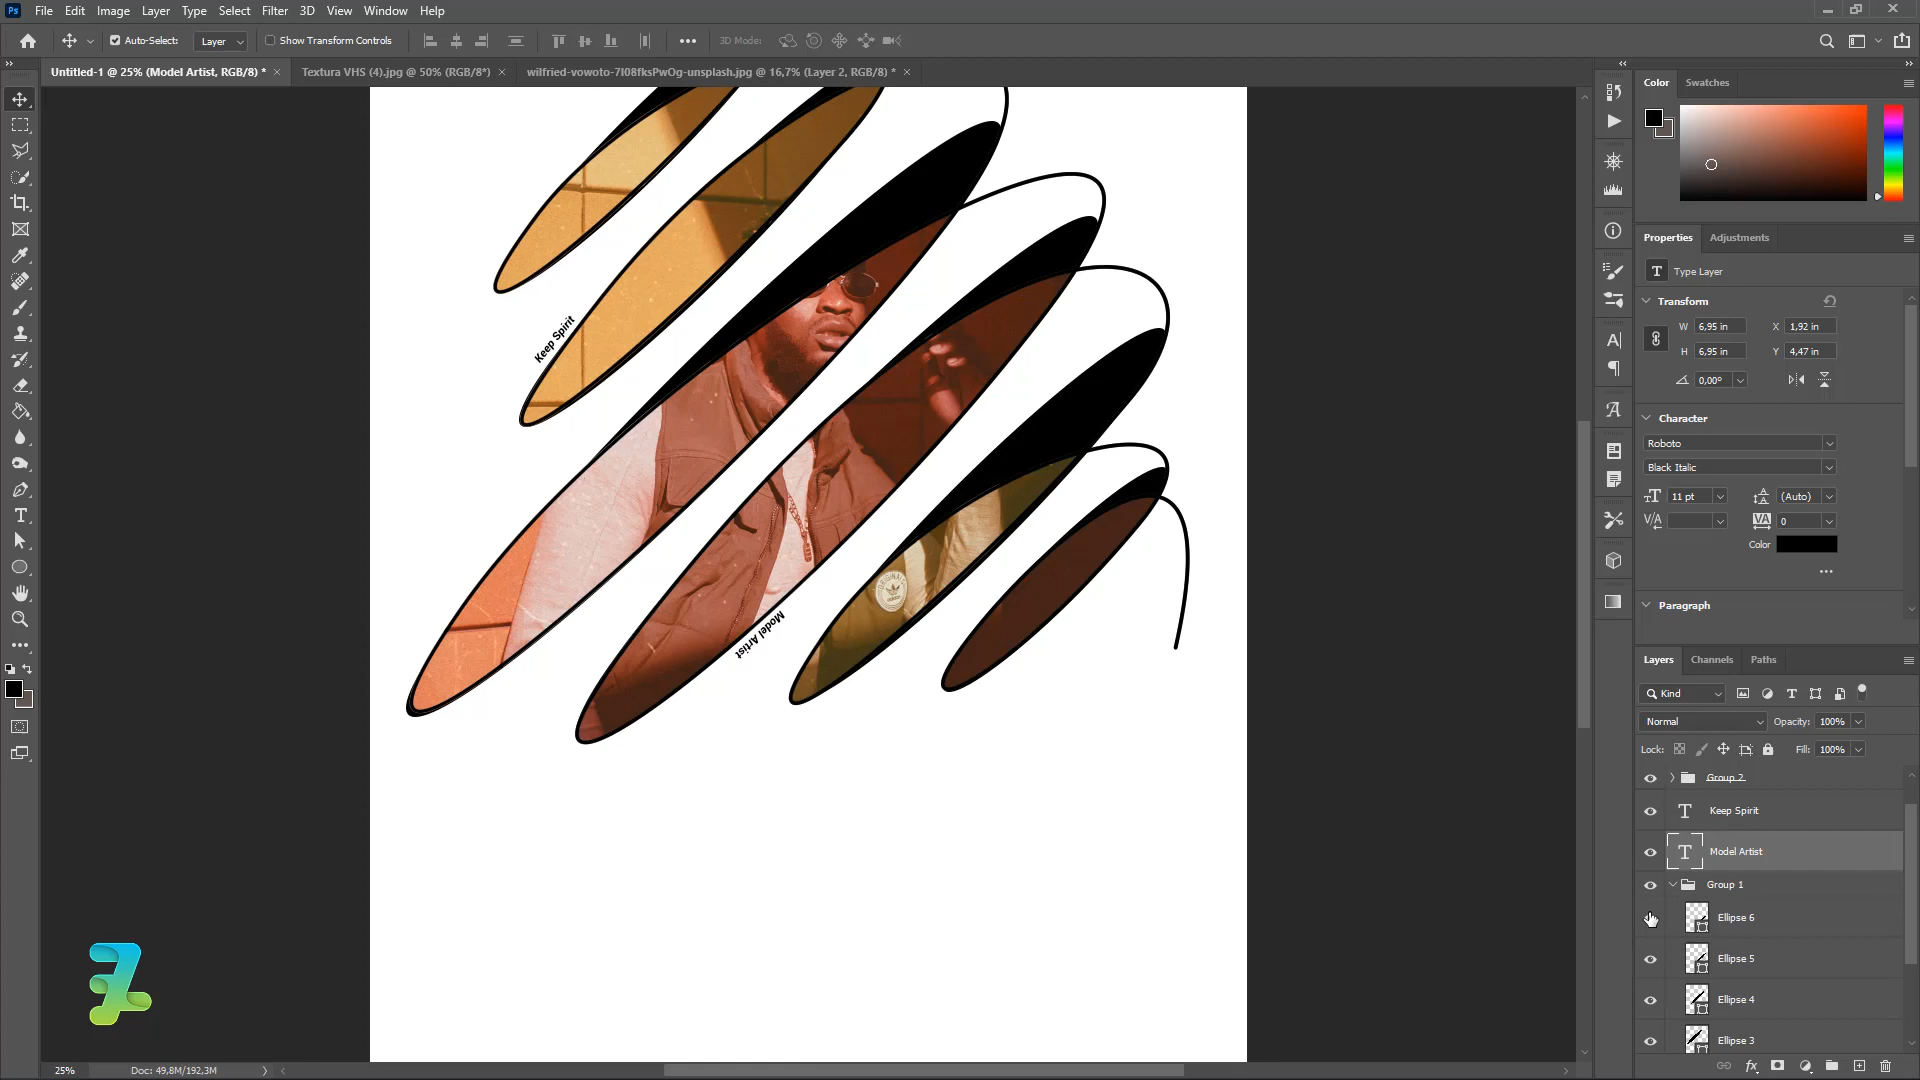 Ps File Edit Image Layer Type Select Filter 3D View Window Help
Auto-Select: Layer Show Transform Controls 3D Mode:
Untitled-1 @ 25% (Model Artist, RGB/8) * × Textura VHS (4).jpg @ 50% (RGB/8*) × wilfried-vowoto-7I08fksPwOg-unsplash.jpg @ 16,7% (Layer 2, RGB/8) * ×
Color Swatches
Properties Adjustments
T Type Layer
Transform
W 6,95 in X 1,92 in
H 6,95 in Y 4,47 in
0,00°
Character
Roboto
Black Italic
11 pt (Auto)
0
Color
Paragraph
Keep Spirit
Model Artist
Layers Channels Paths
Kind
Normal Opacity: 100%
Lock: Fill: 100%
Group 2
Keep Spirit
Model Artist
Group 1
Ellipse 6
Ellipse 5
Ellipse 4
Ellipse 3
25% Doc: 49,8M/192,3M